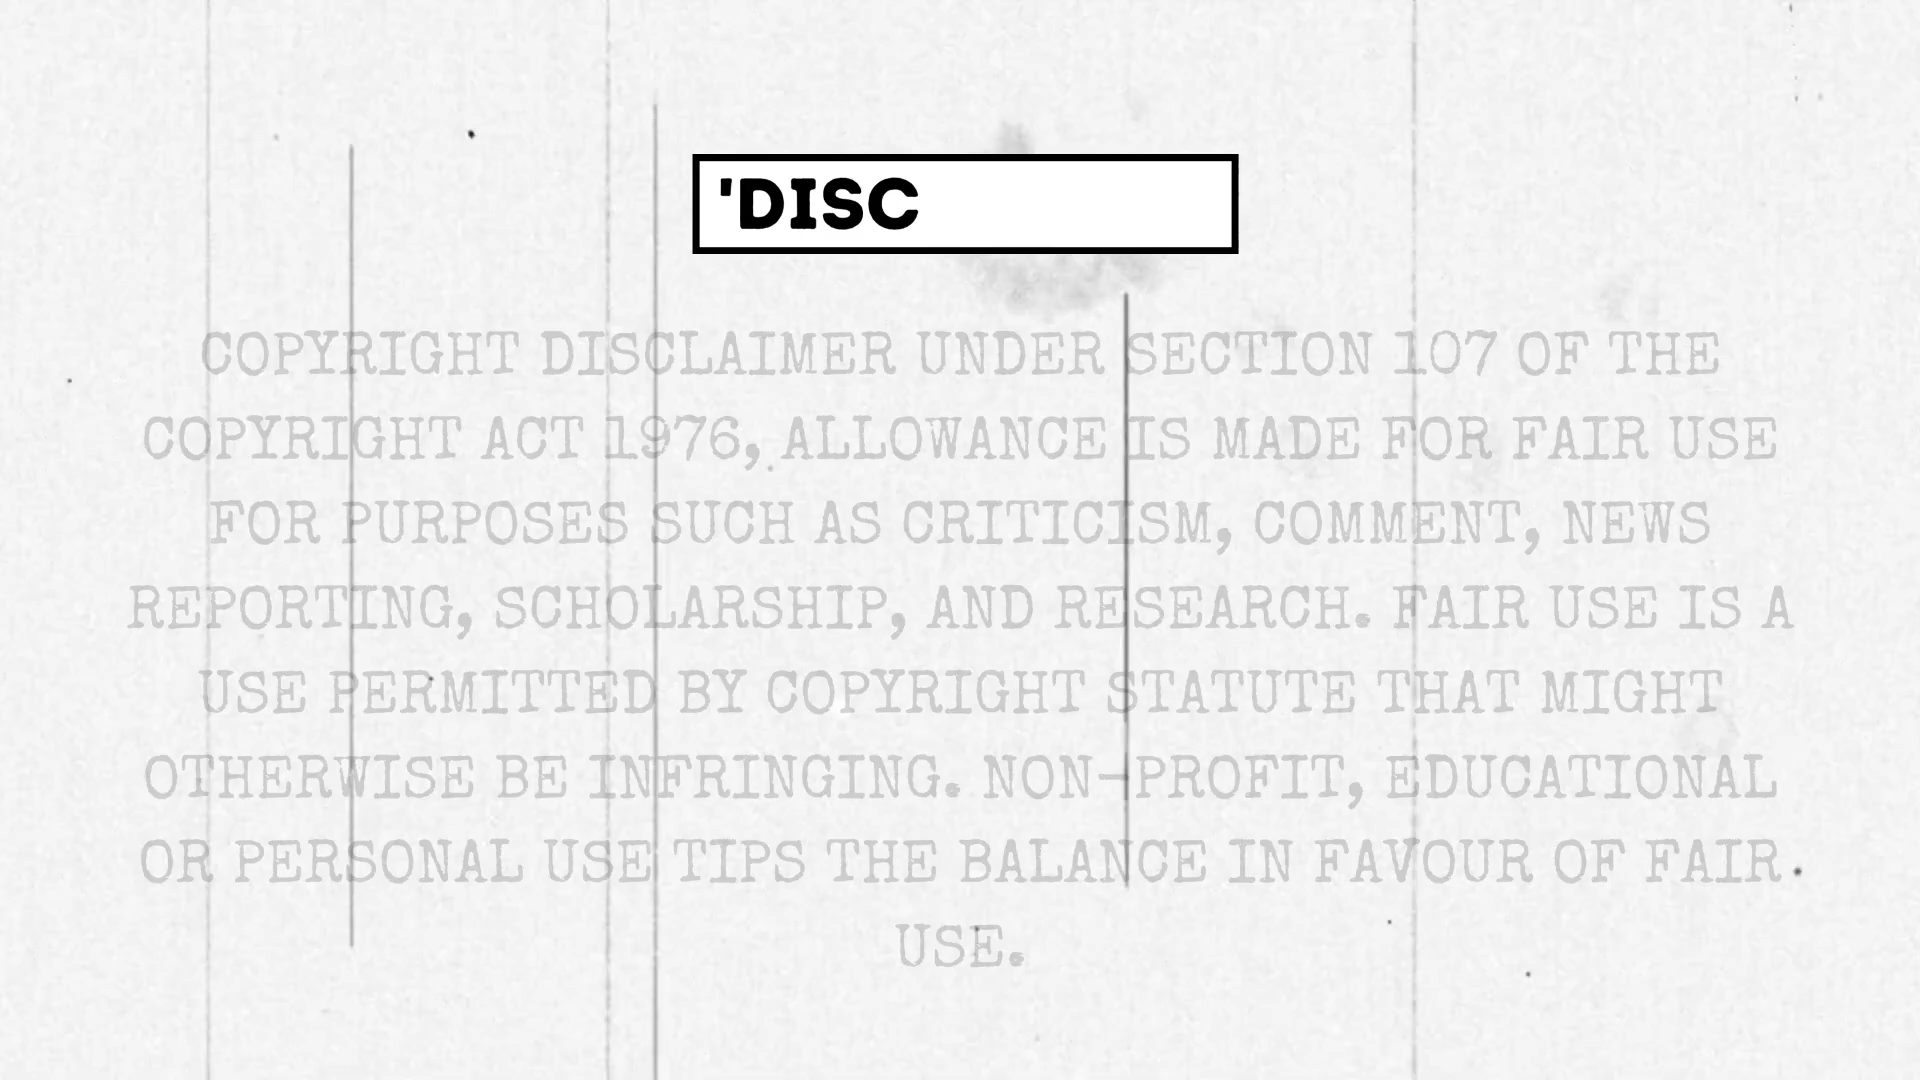 'DISC
COPYRIGHT DISCLAIMER UNDER SECTION 107 OF THE
COPYRIGHT ACT 1976, ALLOWANCE IS MADE FOR FAIR USE
FOR PURPOSES SUCH AS CRITICISM, COMMENT, NEWS
REPORTING, SCHOLARSHIP, AND RESEARCH. FAIR USE IS A
USE PERMITTED BY COPYRIGHT STATUTE THAT MIGHT
OTHERWISE BE INFRINGING. NON-PROFIT, EDUCATIONAL
OR PERSONAL USE TIPS THE BALANCE IN FAVOUR OF FAIR
USE.